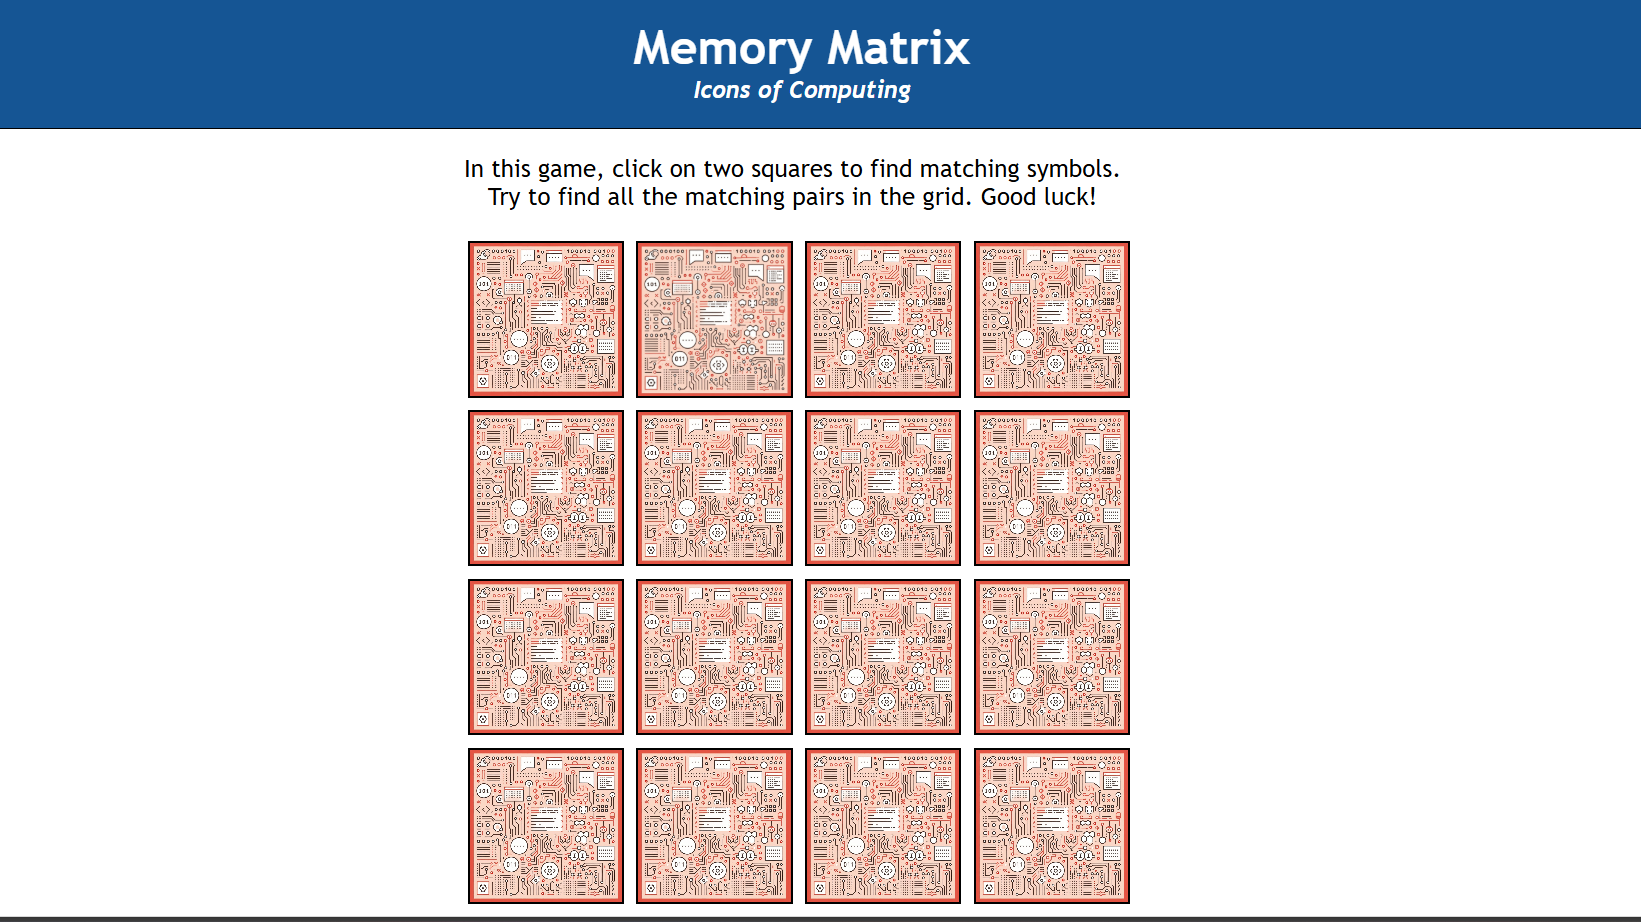 Memory Matrix
Icons of Computing
In this game, click on two squares to find matching symbols.
Try to find all the matching pairs in the grid. Good luck!